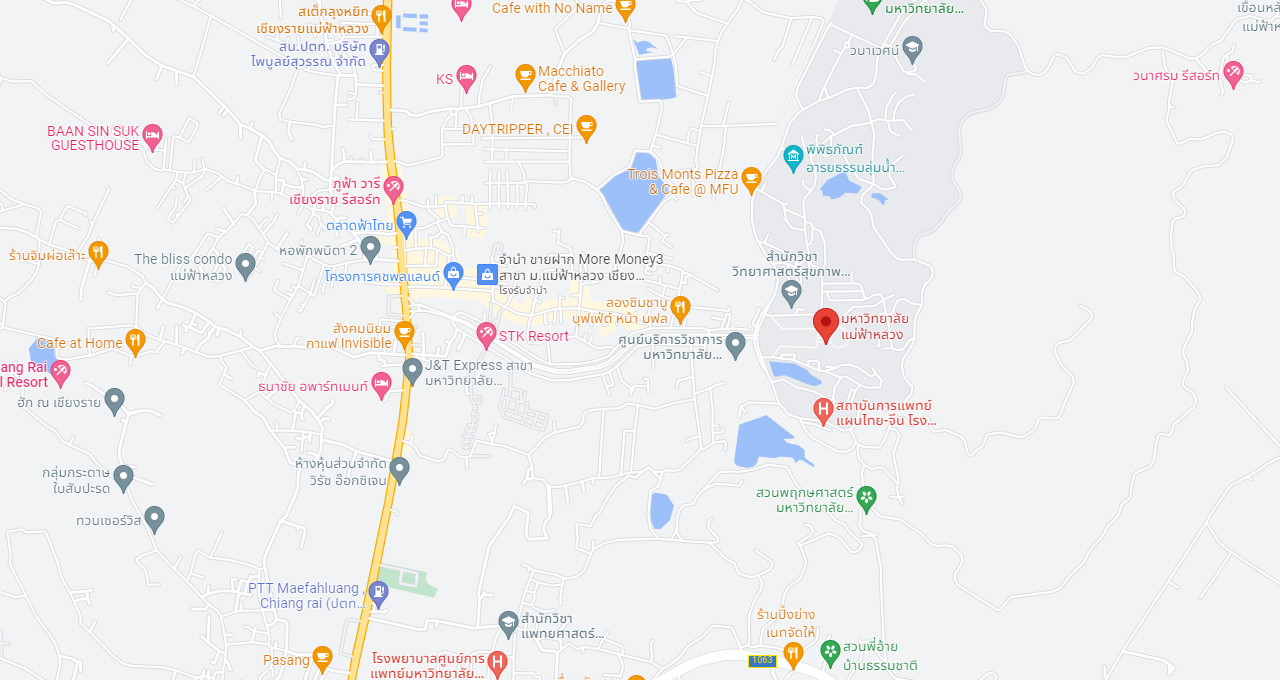 สเต็กลุงหยิก
เชียงรายแม่ฟ้าหลวง
Cafe with No Name
มหาวิทยาลัย...
เขื่อนหลั
แม่ฟ้าห
สน.ปตท. บริษัท
ไพบูลย์สุวรรณ จำกัด
วนาเวศน์
KS
Macchiato
Cafe & Gallery
วนาศรม รีสอร์ท
BAAN SIN SUK
GUESTHOUSE
DAYTRIPPER , CEI
พิพิธภัณฑ์
อารยธรรมลุ่มน้ำ...
Trois Monts Pizza
& Cafe @ MFU
ภูฟ้า วารี
เชียงราย รีสอร์ท
ตลาดฟ้าไทย
หอพักพนิดา 2
ร้านจิมผ่อเล๊าะ
The bliss condo
แม่ฟ้าหลวง
โครงการคชพลแลนด์
จำนำ ขายฝาก More Money3
สาขา ม.แม่ฟ้าหลวง เชียง...
โรงรับจำนำ
สำนักวิชา
วิทยาศาสตร์สุขภาพ...
ลองชิมชาบู
บุฟเฟ่ต์ หน้า มฟล
มหาวิทยาลัย
แม่ฟ้าหลวง
สังคมนิยม
กาแฟ Invisible
STK Resort
ศูนย์บริการวิชาการ
มหาวิทยาลัย...
Cafe at Home
ang Rai
l Resort
J&T Express สาขา
มหาวิทยาลัย...
ธนาชัย อพาร์ทเมนท์
ฮัก ณ เชียงราย
สถาบันการแพทย์
แผนไทย-จีน โรง...
กลุ่มกระดาษ
ใบสับปะรด
ห้างหุ้นส่วนจำกัด
วิรัช อ๊อกซิเจน
สวนพฤกษศาสตร์
มหาวิทยาลัย...
ทวนเซอร์วิส
PTT Maefahluang ,
Chiang rai (ปตท...
สำนักวิชา
แพทยศาสตร์...
ร้านปิ้งย่าง
เนทจัดให้
สวนพี่อ้าย
บ้านธรรมชาติ
Pasang
โรงพยาบาลศูนย์การ
แพทย์มหาวิทยาลัย...
1063